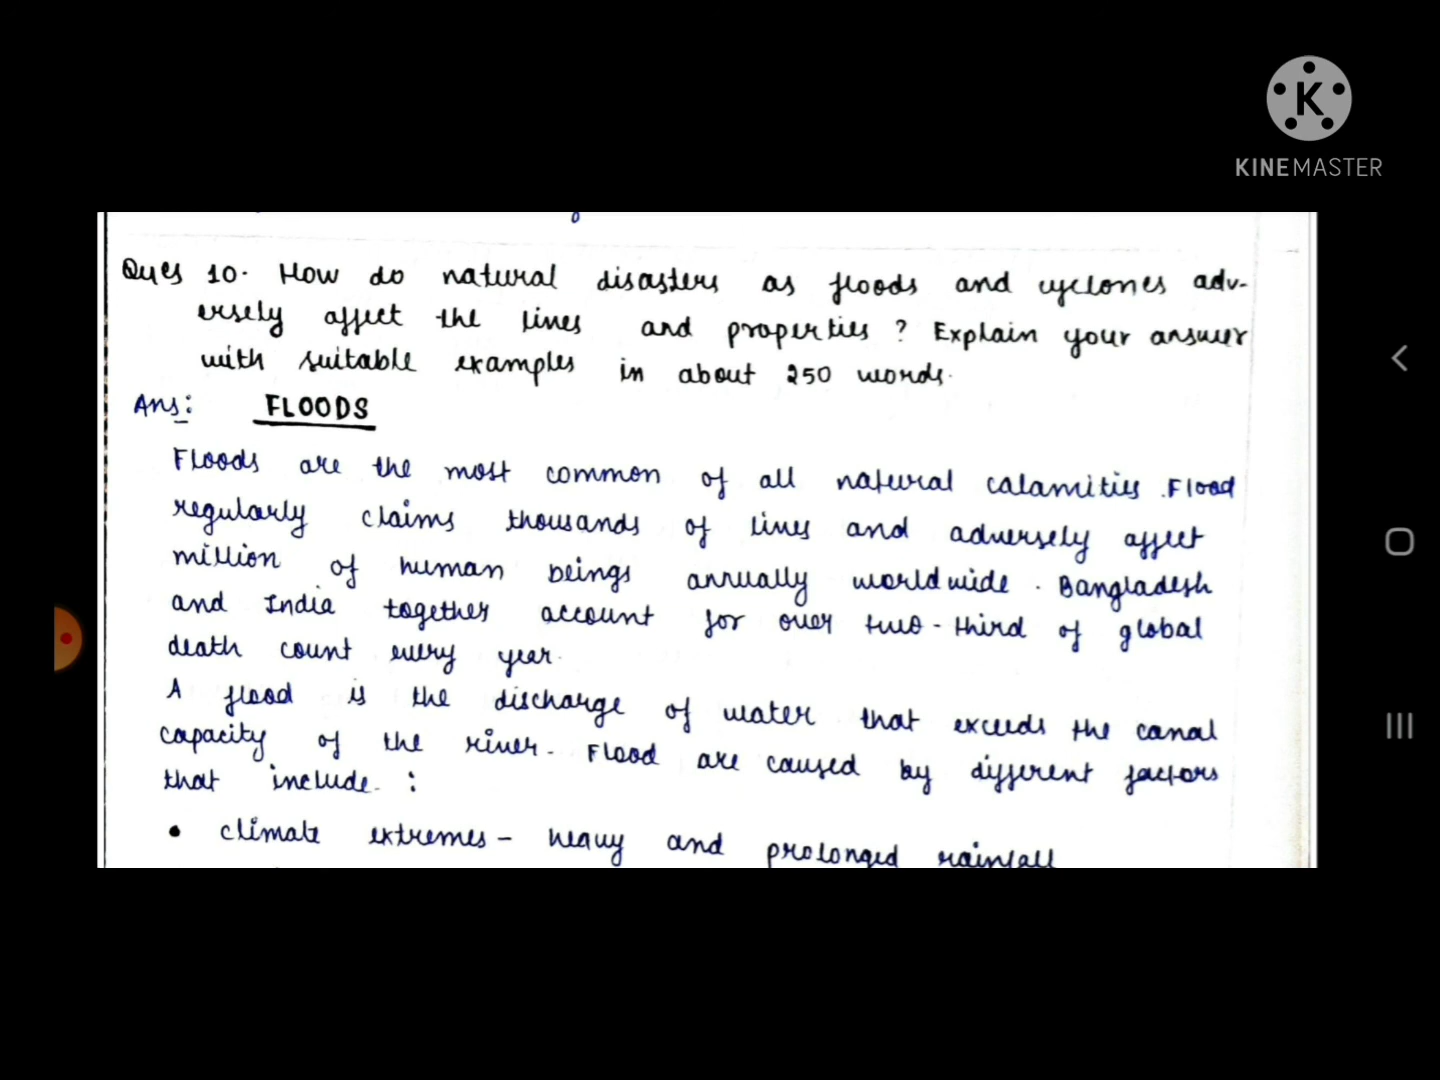 K
KINEMASTER
Ques 10. How do natural disasters as floods and cyclones adv-
ersely affect the lives and properties ? Explain your answer
with suitable examples in about 250 words.
Ans: FLOODS
Floods are the most common of all natural calamities. Flood
regularly claims thousands of lives and adversely affect
million of human beings annually worldwide. Bangladesh
and India together account for over two-third of global
death count every year.
A flood is the discharge of water that exceeds the canal
capacity of the river. Flood are caused by different factors
that include :
• climate extremes - heavy and prolonged rainfall